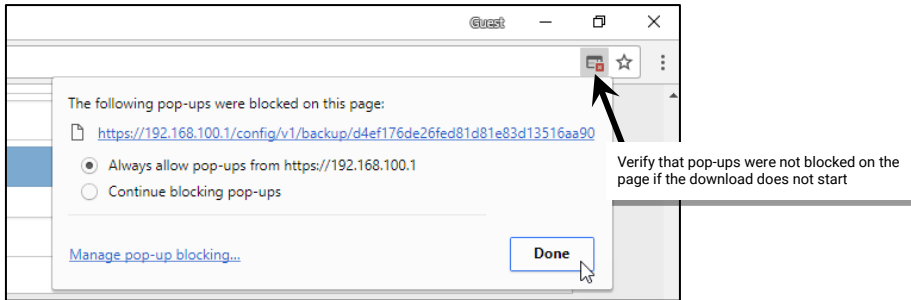 Guest
The following pop-ups were blocked on this page:
https://192.168.100.1/config/v1/backup/d4ef176de26fed81d81e83d13516aa90
Always allow pop-ups from https://192.168.100.1
Continue blocking pop-ups
Verify that pop-ups were not blocked on the
page if the download does not start
Manage pop-up blocking...
Done